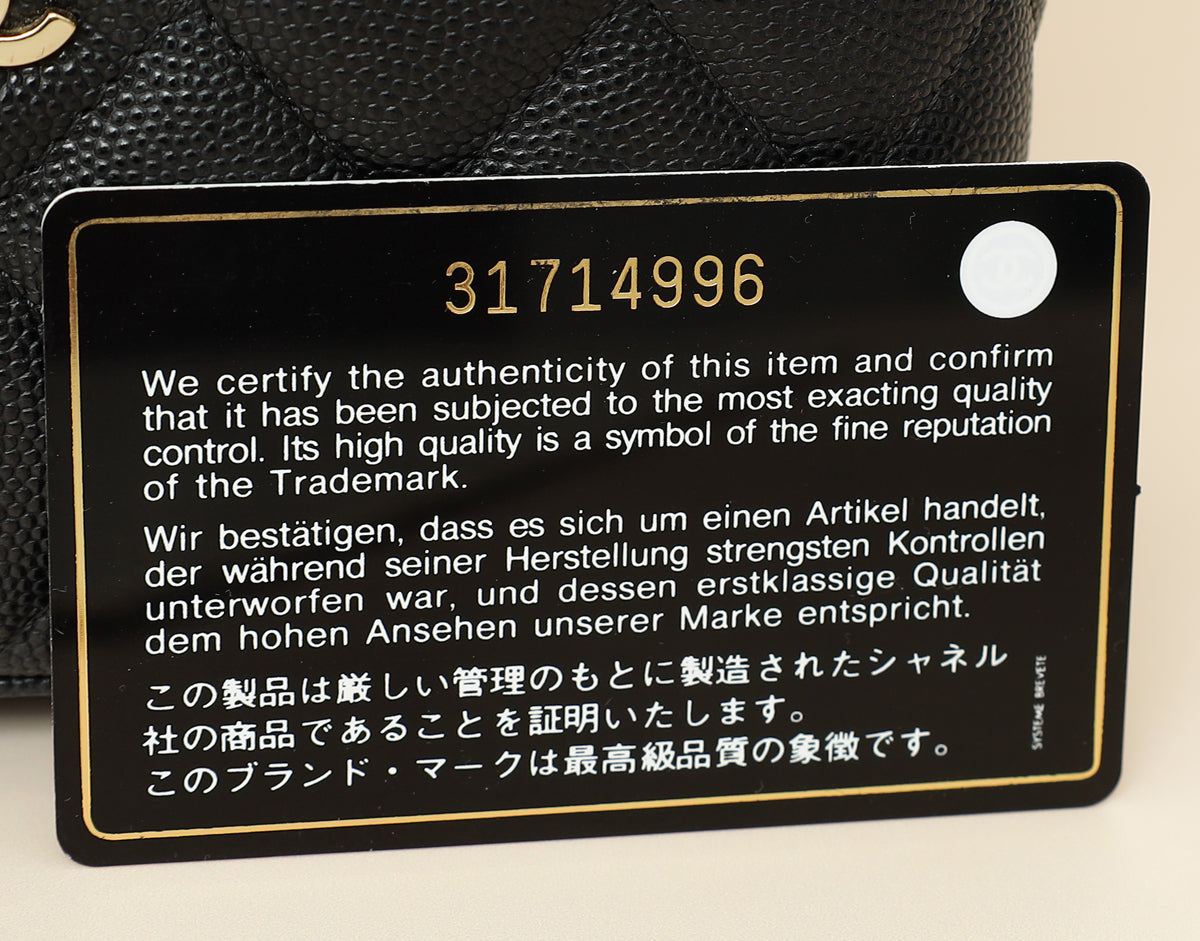 31714996
We certify the authenticity of this item and confirm
that it has been subjected to the most exacting quality
control. Its high quality is a symbol of the fine reputation
of the Trademark.
Wir bestätigen, dass es sich um einen Artikel handelt,
der während seiner Herstellung strengsten Kontrollen
unterworfen war, und dessen erstklassige Qualität
dem hohen Ansehen unserer Marke entspricht.
この製品は厳しい管理のもとに製造されたシャネル
社の商品であることを証明いたします。
このブランド・マークは最高級品質の象徴です。
SYSTEME BREVETE